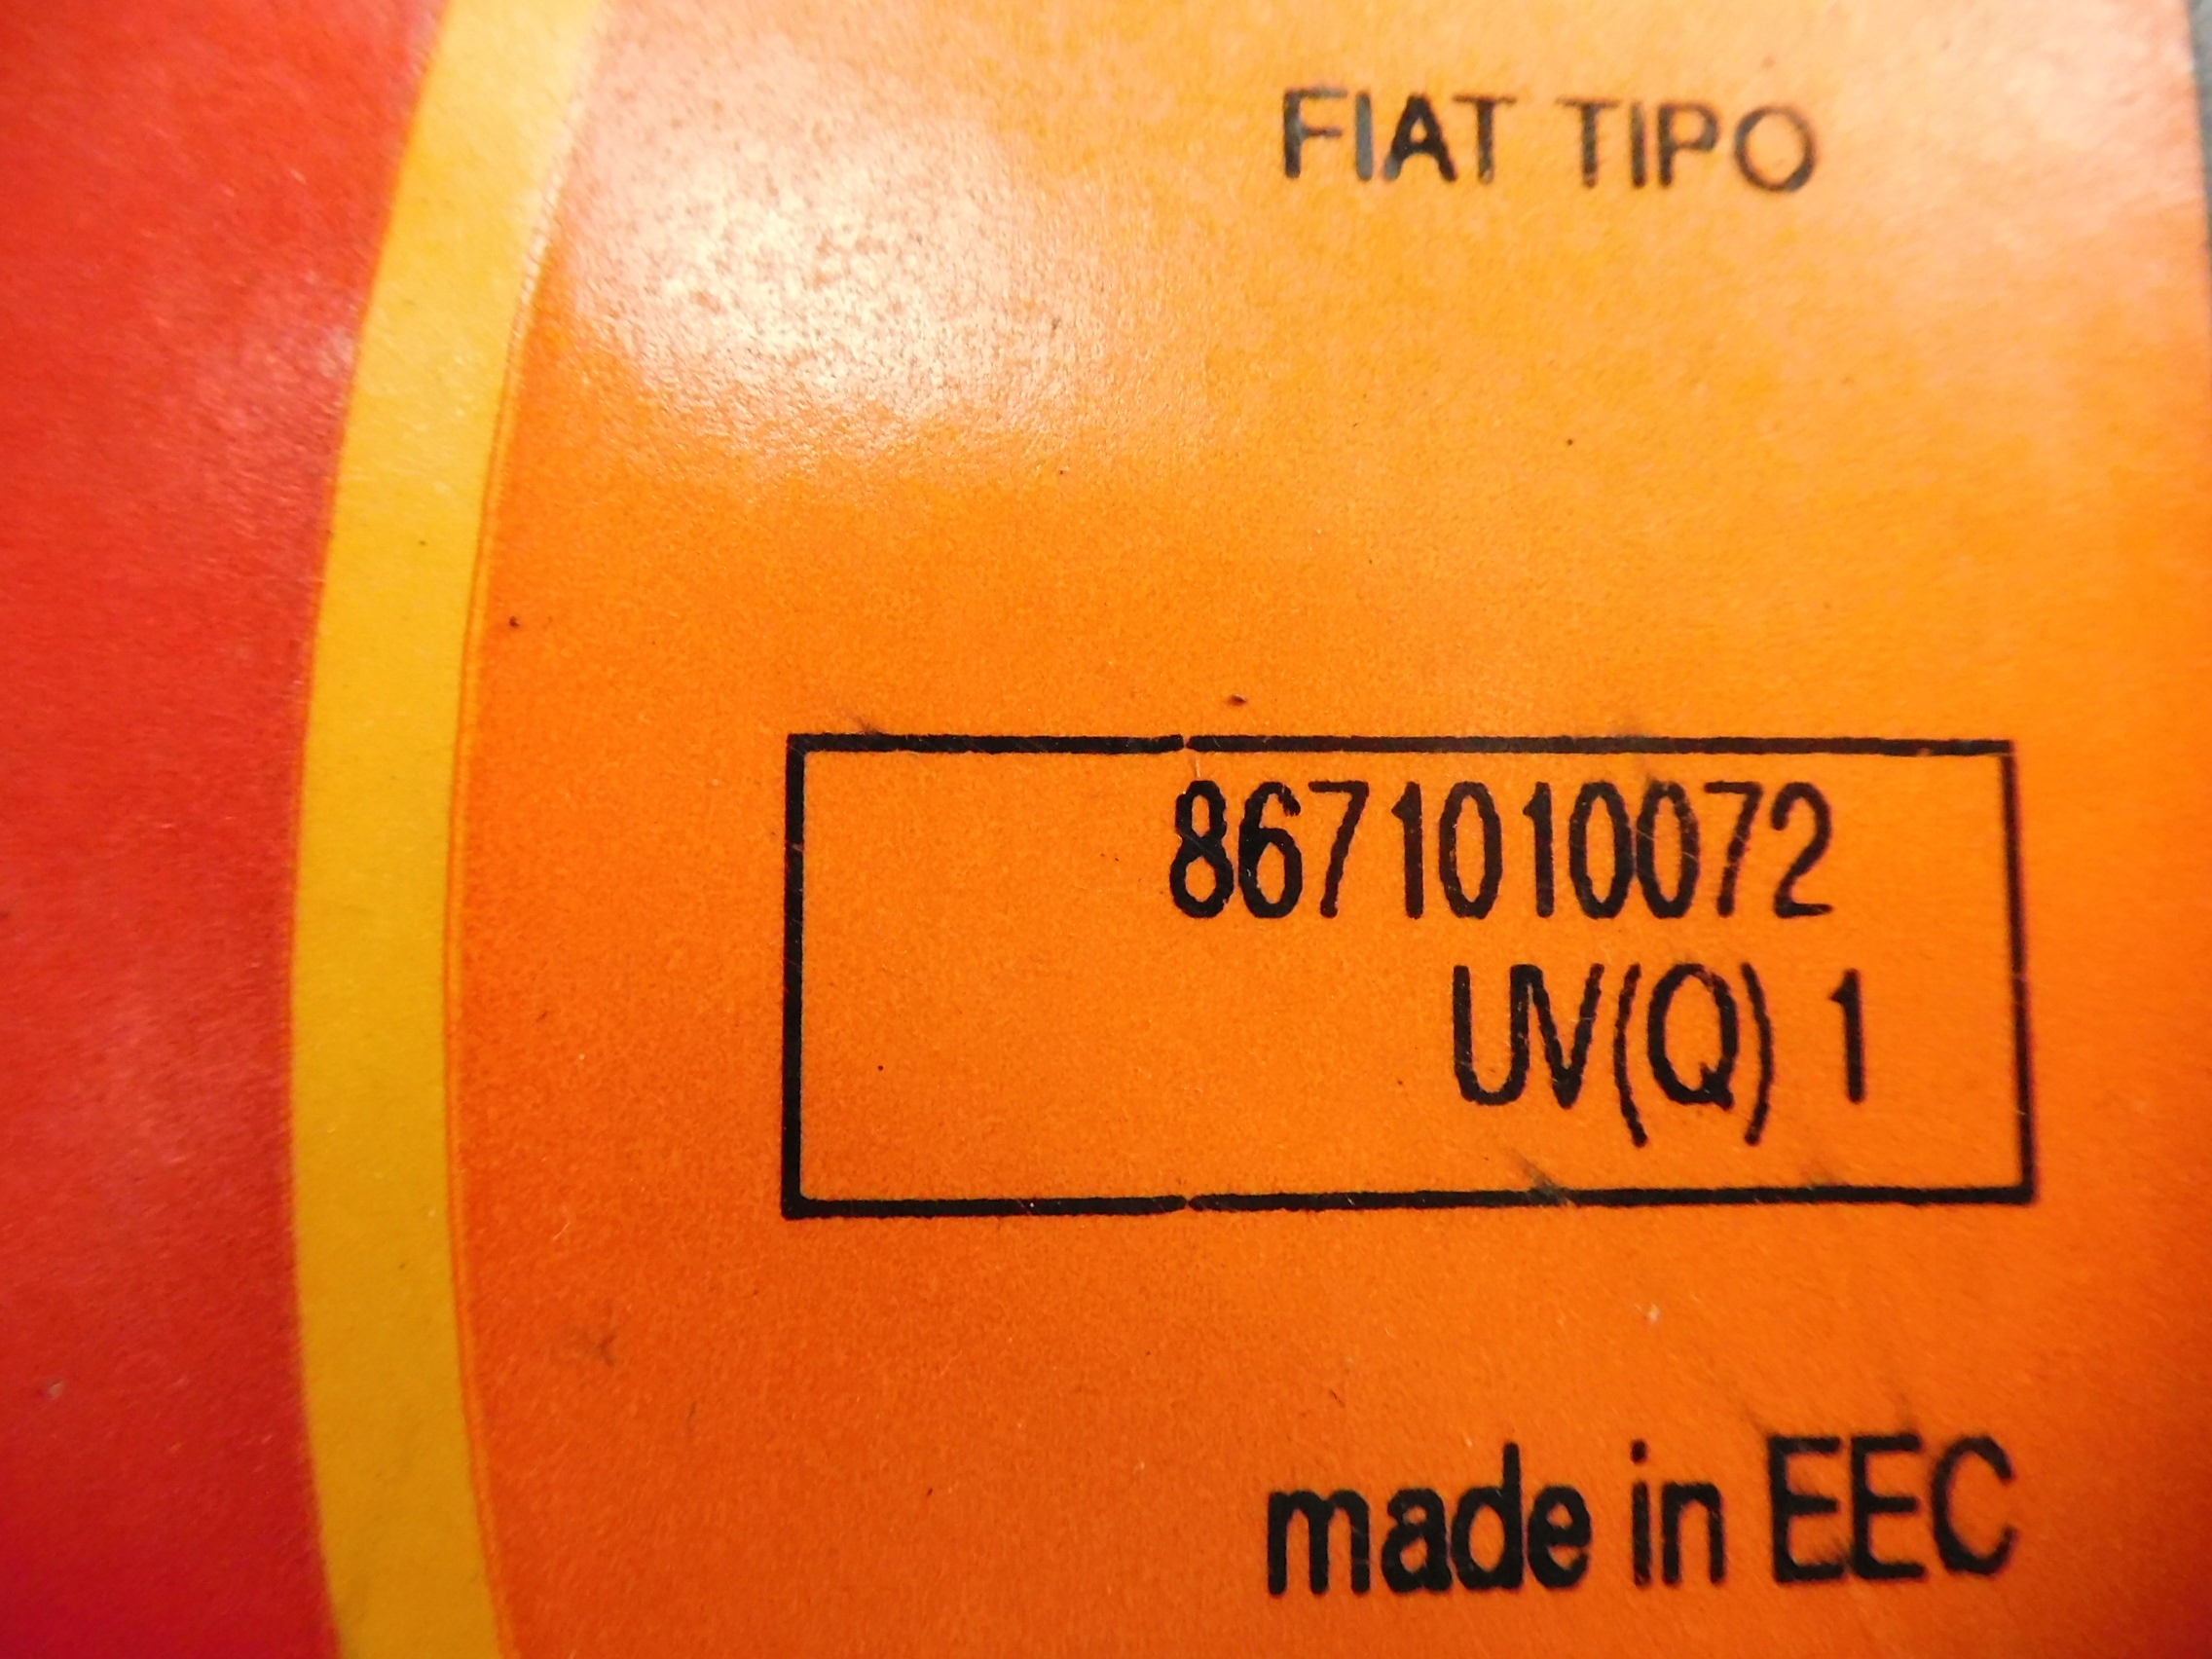 FIAT TIPO
8671010072
UV(Q) 1
made in EEC